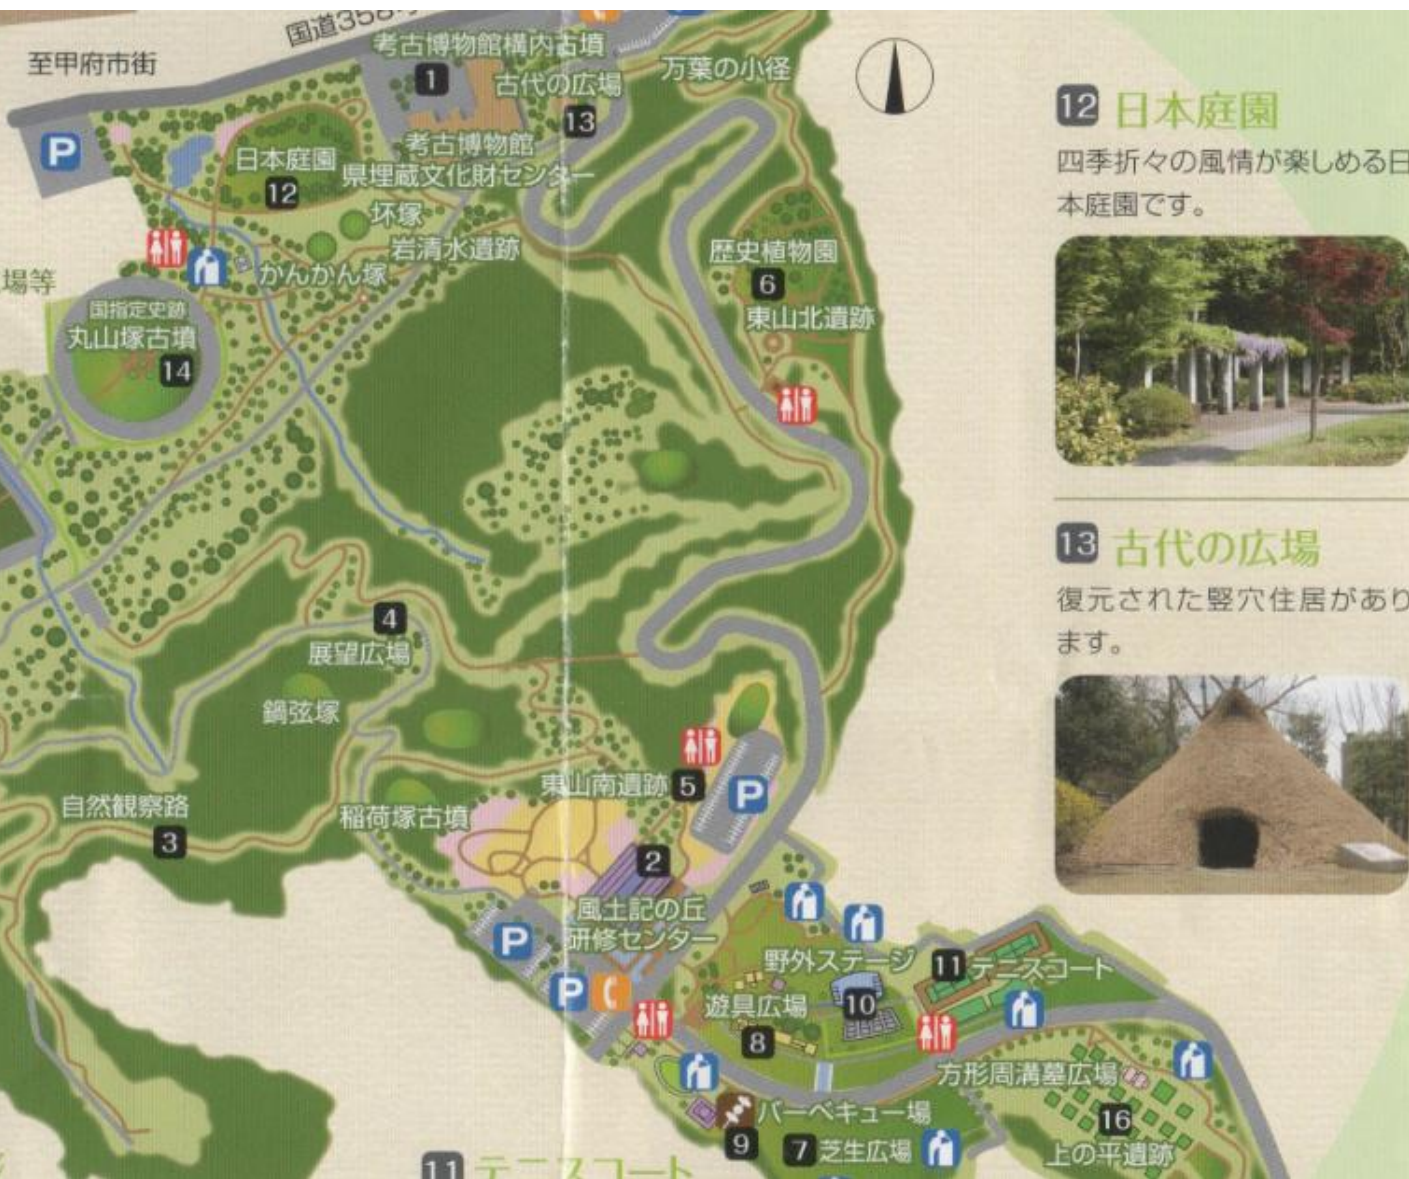 国道358
至甲府市街
考古博物館構内古墳
1
古代の広場
13
万葉の小径
P
日本庭園
12
考古博物館
県埋蔵文化財センター
坏塚
岩清水遺跡
かんかん塚
場等
国指定史跡
丸山塚古墳
14
歴史植物園
6
東山北遺跡
4
展望広場
鍋弦塚
東山南遺跡
5
P
自然観察路
3
稲荷塚古墳
2
風土記の丘
研修センター
P
P
野外ステージ
10
11
テニスコート
遊具広場
8
方形周溝墓広場
16
上の平遺跡
バーベキュー場
9
7
芝生広場
11 テニスコート
12 日本庭園
四季折々の風情が楽しめる日
本庭園です。
13 古代の広場
復元された竪穴住居があり
ます。